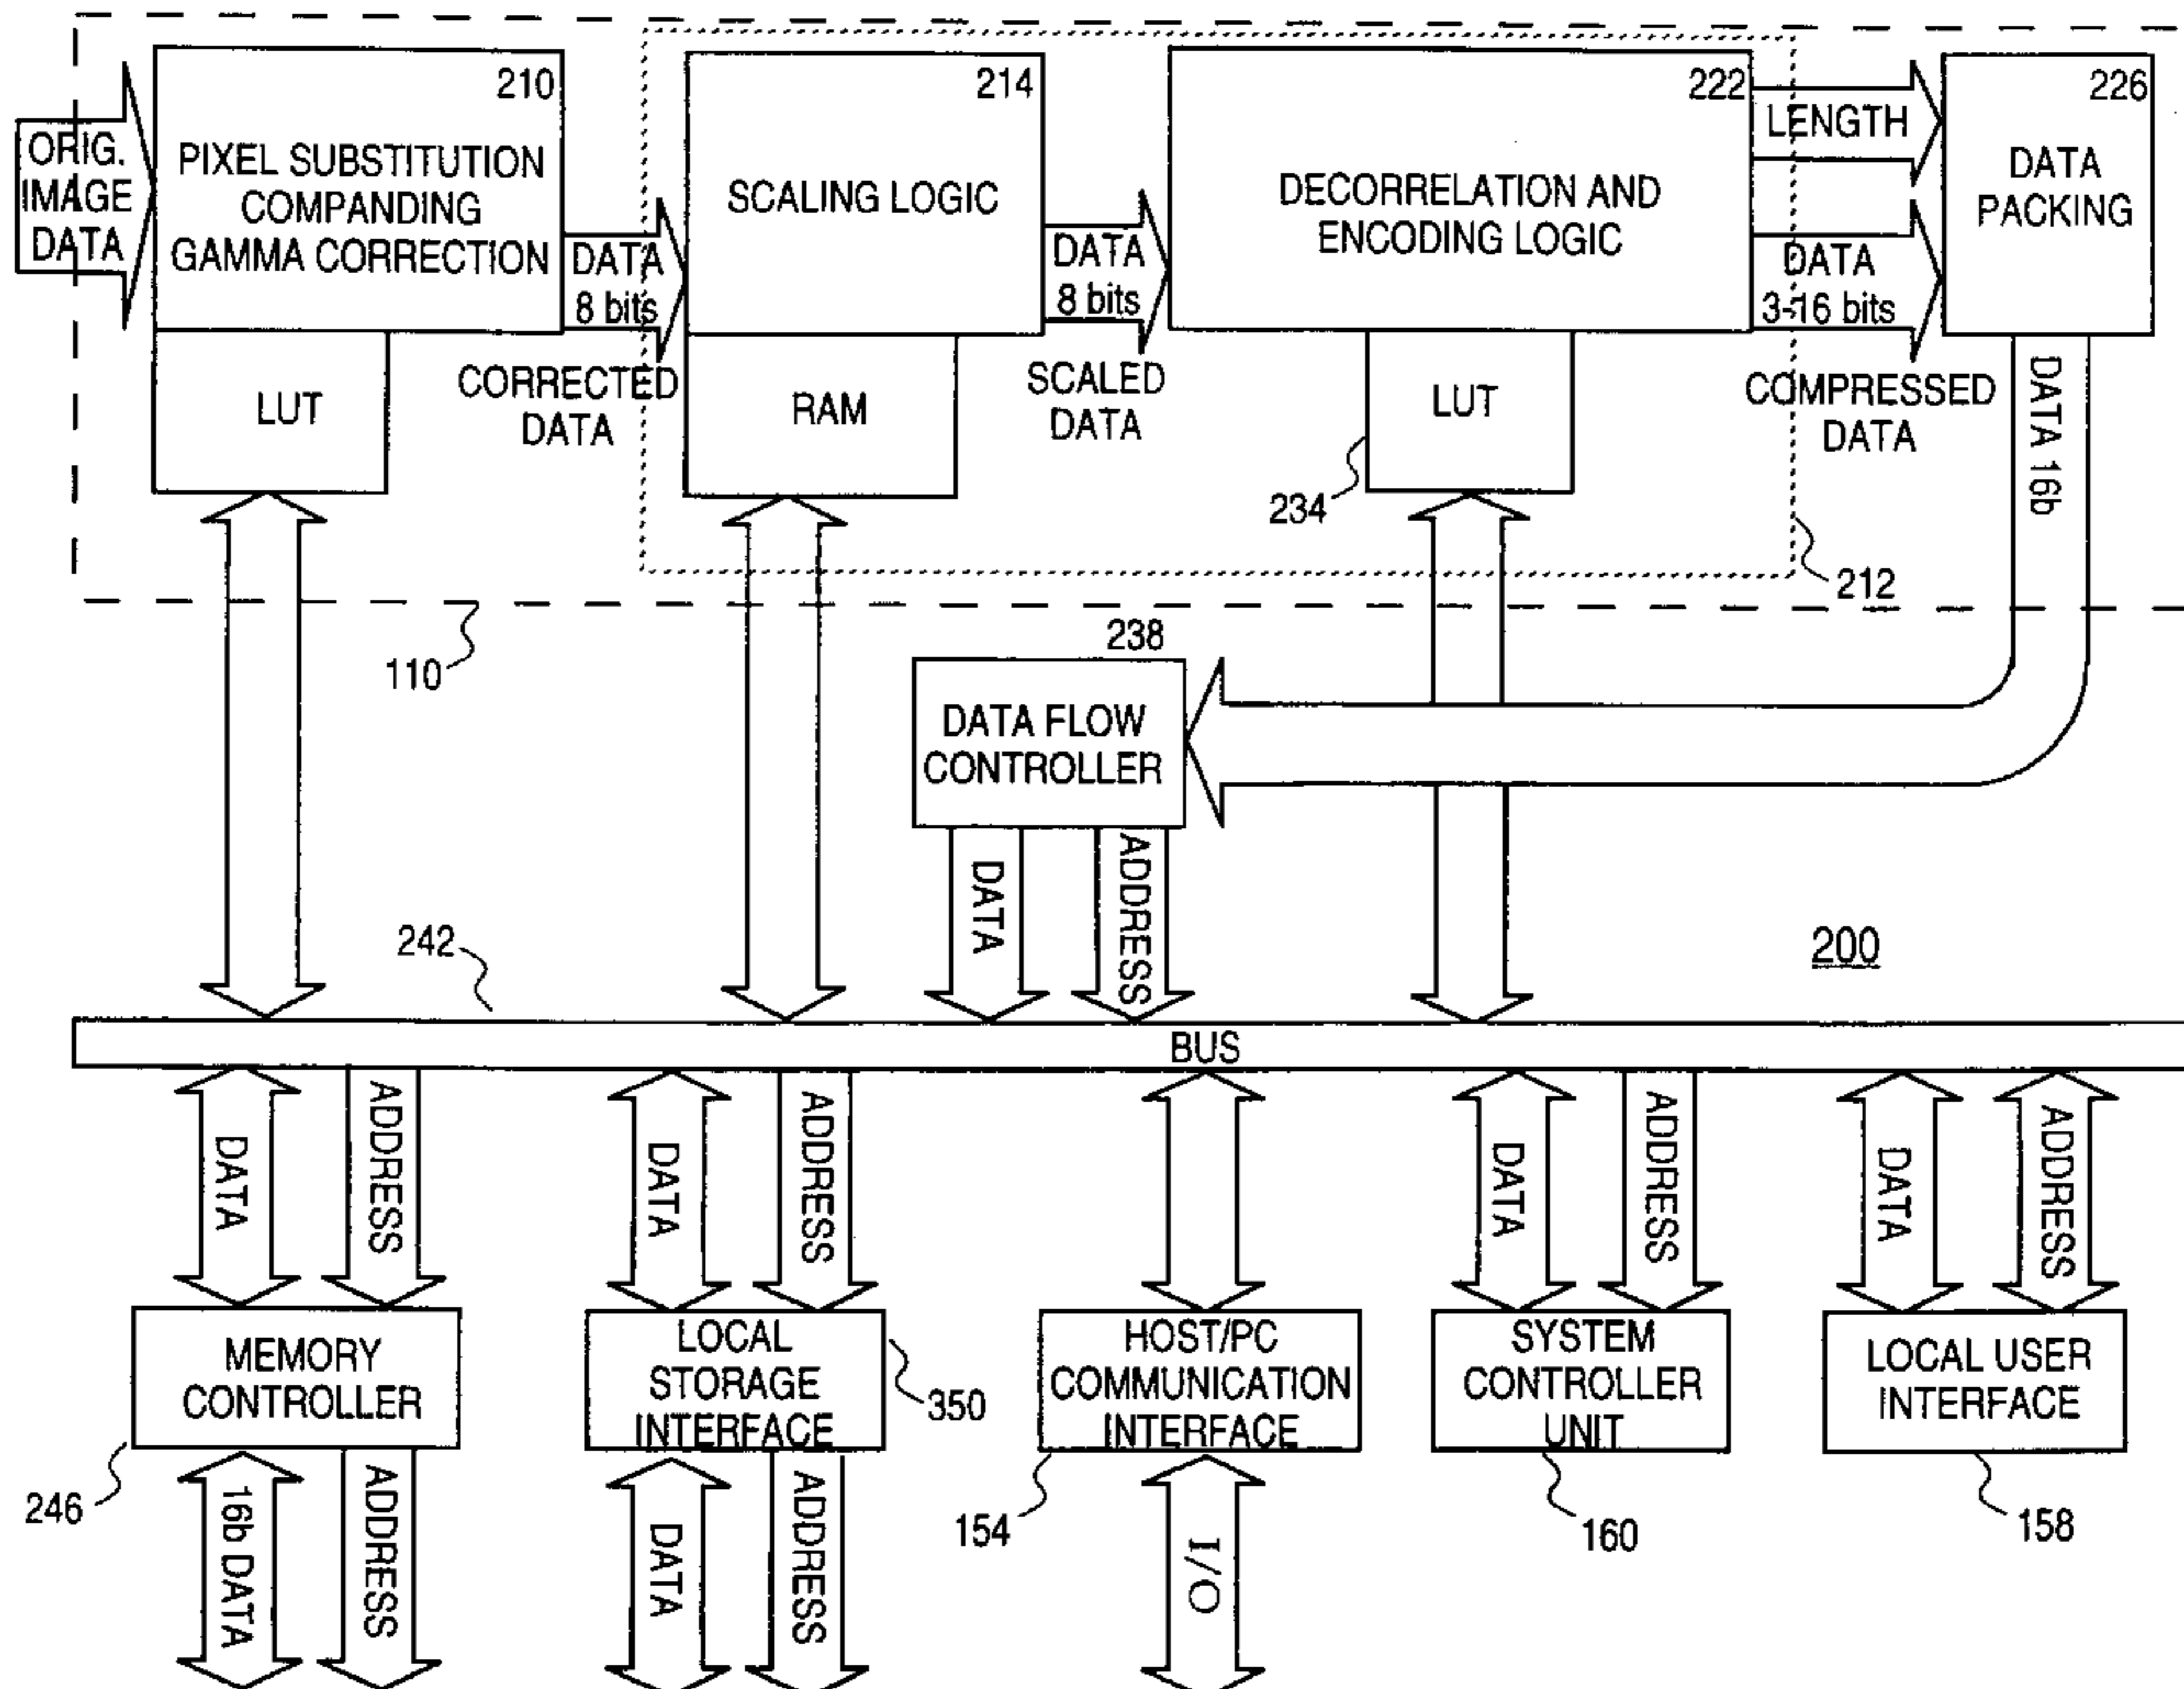 210
214
222
226
ORIG.
IMAGE
DATA
PIXEL SUBSTITUTION
COMPANDING
GAMMA CORRECTION
DATA
8 bits
CORRECTED
DATA
LUT
SCALING LOGIC
RAM
DATA
8 bits
SCALED
DATA
DECORRELATION AND
ENCODING LOGIC
LUT
234
LENGTH
DATA
3-16 bits
COMPRESSED
DATA
DATA
PACKING
DATA 16b
212
110
238
DATA FLOW
CONTROLLER
DATA
ADDRESS
242
200
BUS
DATA
ADDRESS
DATA
ADDRESS
DATA
ADDRESS
DATA
ADDRESS
MEMORY
CONTROLLER
246
LOCAL
STORAGE
INTERFACE
350
HOST/PC
COMMUNICATION
INTERFACE
154
SYSTEM
CONTROLLER
UNIT
160
LOCAL USER
INTERFACE
158
16b DATA
ADDRESS
DATA
ADDRESS
I/O